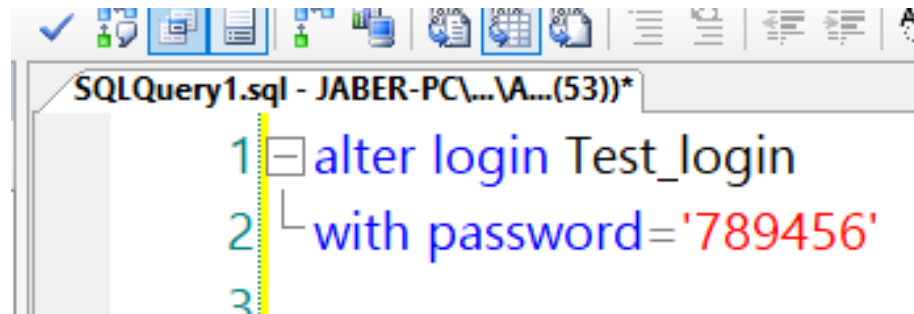 SQLQuery1.sql - JABER-PC\...\A...(53))*
1 alter login Test_login
2 with password='789456'
3